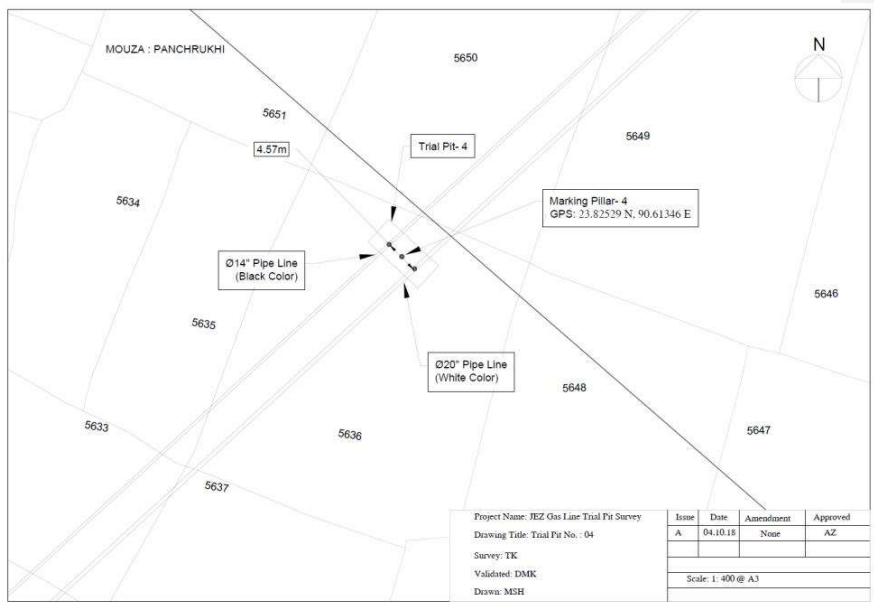 MOUZA : PANCHRUKHI
5650
N
5651
5649
4.57m
Trial Pit- 4
5634
Marking Pillar- 4
GPS: 23.82529 N, 90.61346 E
Ø14" Pipe Line
(Black Color)
5646
5635
Ø20" Pipe Line
(White Color)
5648
5633
5636
5647
5637
Project Name: JEZ Gas Line Trial Pit Survey
Drawing Title: Trial Pit No. : 04
Survey: TK
Validated: DMK
Drawn: MSH
Issue Date Amendment Approved
A 04.10.18 None AZ
Scale: 1: 400 @ A3